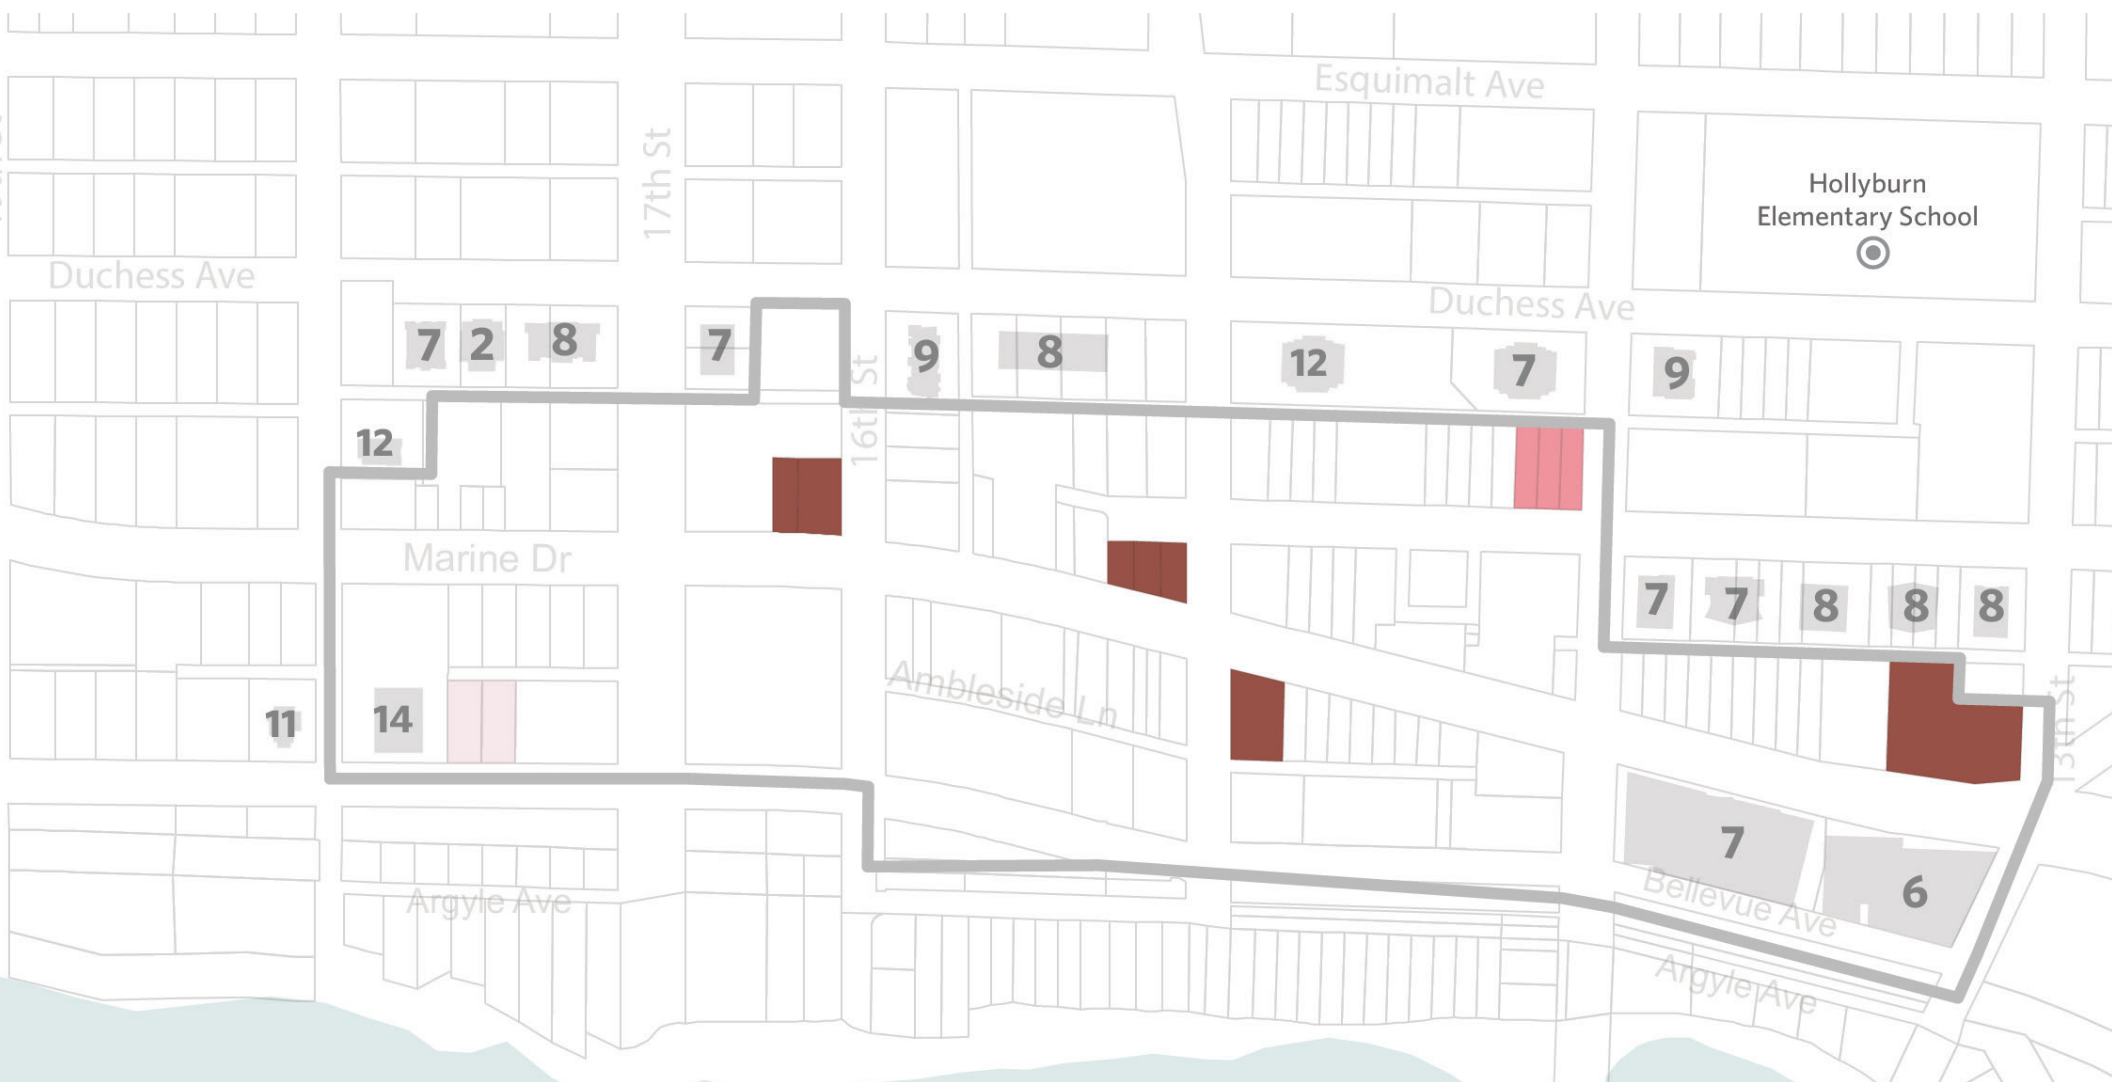 Esquimalt Ave
17th St
Hollyburn
Elementary School
Duchess Ave
Duchess Ave
7
2
8
7
9
8
12
7
9
16th St
12
Marine Dr
7
7
8
8
8
Ambleside Ln
13th St
11
14
7
6
Bellevue Ave
Argyle Ave
Argyle Ave